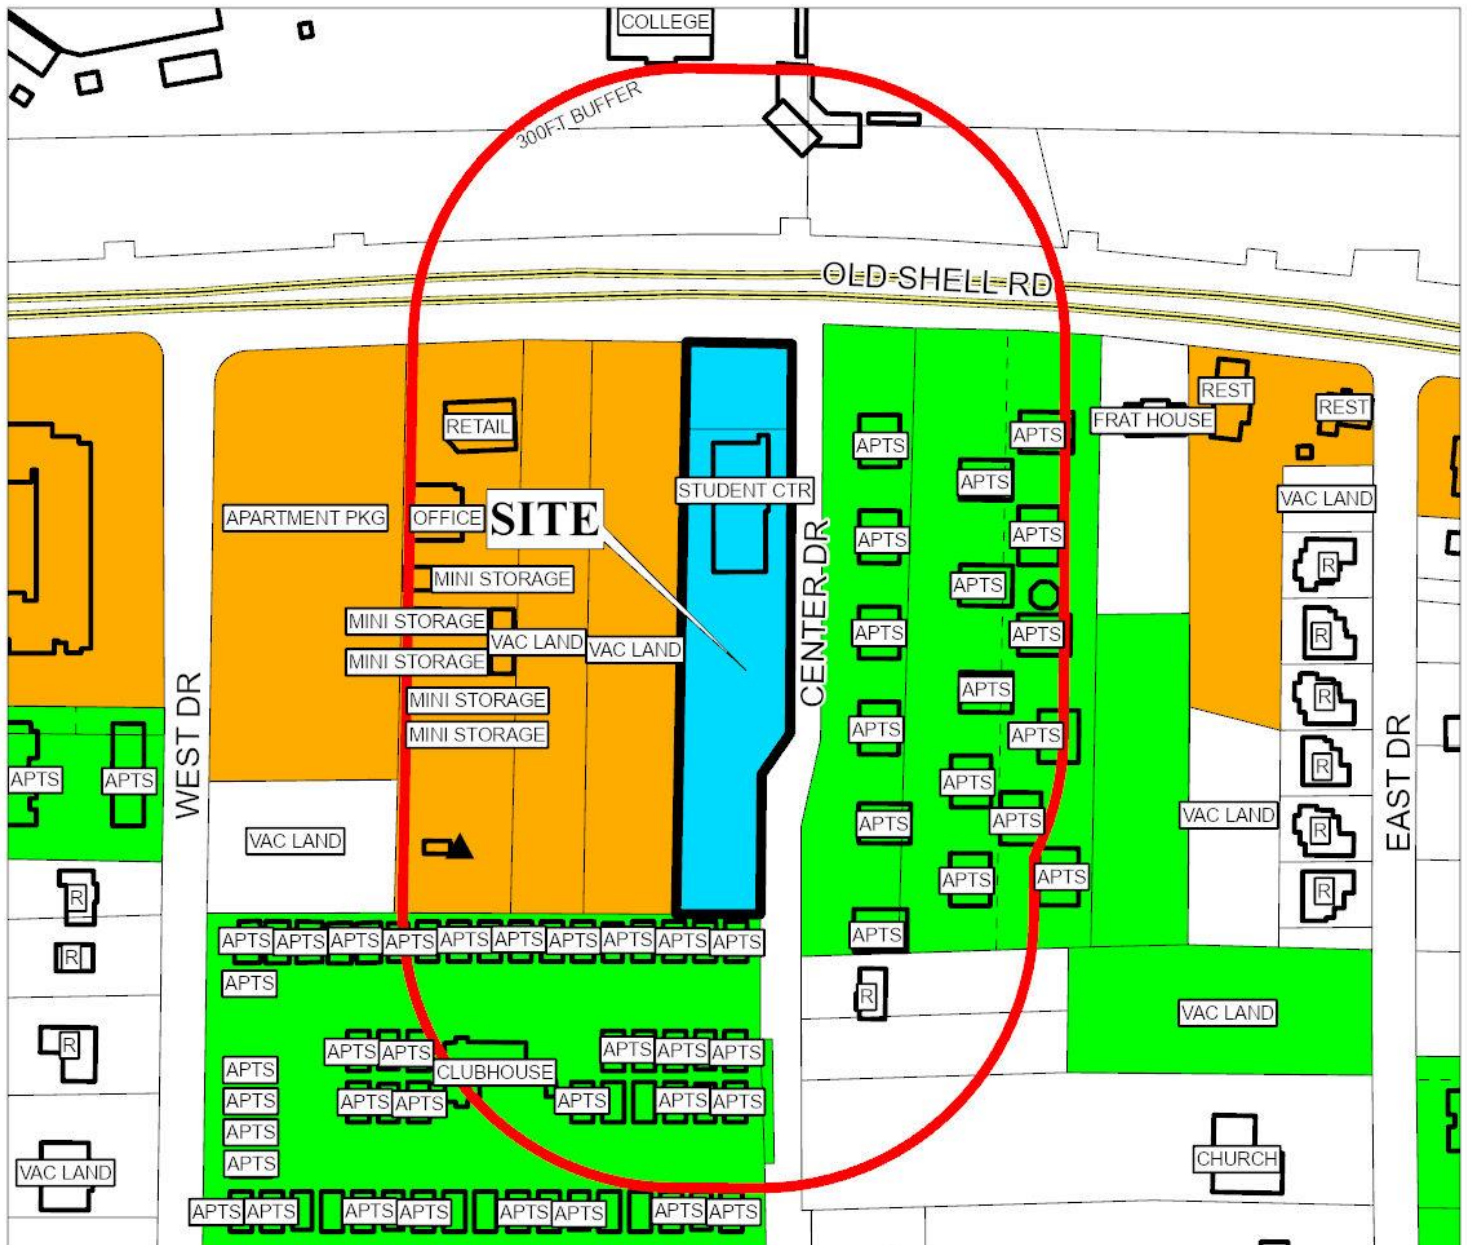 COLLEGE
300FT BUFFER
OLD SHELL RD
REST
REST
RETAIL
APTS
APTS
FRAT HOUSE
APTS
STUDENT CTR
VAC LAND
APARTMENT PKG
OFFICE
SITE
APTS
APTS
CENTER DR
MINI STORAGE
APTS
R
MINI STORAGE
APTS
APTS
R
VAC LAND
VAC LAND
MINI STORAGE
MINI STORAGE
APTS
R
WEST DR
MINI STORAGE
APTS
APTS
EAST DR
APTS
APTS
APTS
R
VAC LAND
APTS
APTS
VAC LAND
R
R
APTS
APTS
R
APTS
APTS
APTS
APTS
APTS
APTS
APTS
APTS
APTS
APTS
APTS
R
APTS
R
VAC LAND
R
APTS
APTS
APTS
APTS
APTS
APTS
CLUBHOUSE
APTS
APTS
APTS
APTS
APTS
APTS
APTS
APTS
CHURCH
VAC LAND
APTS
APTS
APTS
APTS
APTS
APTS
APTS
APTS
APTS